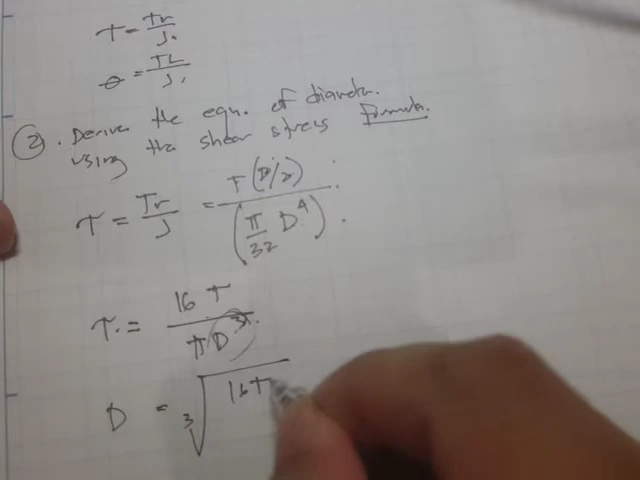 τ = Tr/J.
θ = TL/J.
②. Derive the eqn. of diameter.
using the shear stress formula.
τ = Tr/J = T(D/2)/(π/32 D⁴).
τ. = 16T/πD³.
D = ³√16T